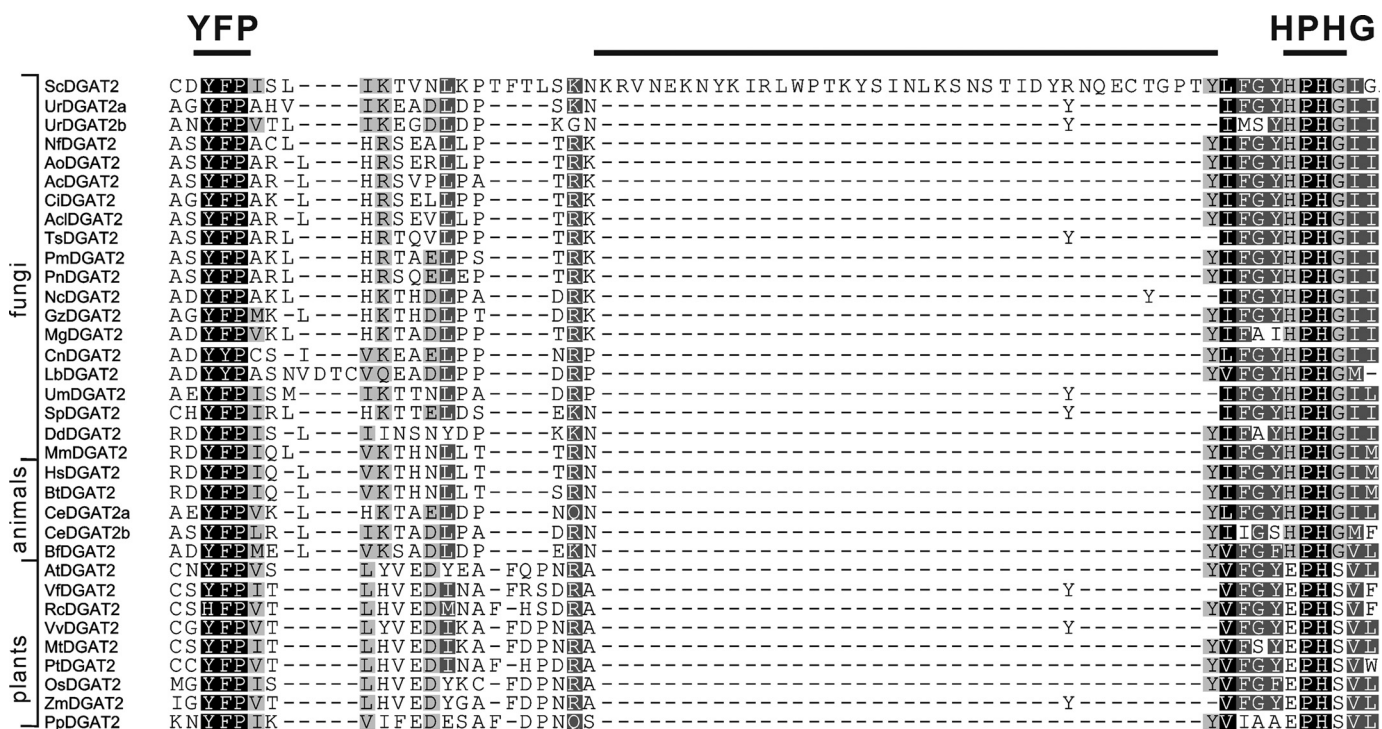 YFP HPHG
fungi
ScDGAT2 CDYFPISL----IKTVNLKPTFTLSKNKRVNEKNYKIRLWPTKYSINLKSNSTIDYRNQECTGPTYLFGYHPHGIG
UrDGAT2a AGYFPAHV----IKEADLDP----SKN-----------------------------Y---------IFGYHPHGII
UrDGAT2b ANYFPVTL----IKEGDLDP----KGN-----------------------------Y---------IMSYHPHGII
NfDGAT2 ASYFPACL----HRSEALLP----TRK--------------------------------------YIFGYHPHGII
AoDGAT2 ASYFPAR-L---HRSERLLP----TRK--------------------------------------YIFGYHPHGII
AcDGAT2 ASYFPAR-L---HRSVPLPA----TRK--------------------------------------YIFGYHPHGII
CiDGAT2 AGYFPAK-L---HRSELLPP----TRK--------------------------------------YIFGYHPHGII
AclDGAT2 ASYFPAR-L---HRSEVLLP----TRK--------------------------------------YIFGYHPHGII
TsDGAT2 ASYFPARL----HRTQVLPP----TRK-----------------------------Y---------IFGYHPHGII
PmDGAT2 ASYFPAKL----HRTAELPS----TRK--------------------------------------YIFGYHPHGII
PnDGAT2 ASYFPARL----HRSQELEP----TRK--------------------------------------YIFGYHPHGII
NcDGAT2 ADYFPAKL----HKTHDLPA----DRK----------------------------------Y----IFGYHPHGII
GzDGAT2 AGYFPMK-L---HKTHDLPT----DRK--------------------------------------YIFGYHPHGII
MgDGAT2 ADYFPVKL----HKTADLPP----TRK--------------------------------------YIFAIHPHGII
CnDGAT2 ADYYPCS-I---VKEAELPP----NRP--------------------------------------YLFGYHPHGII
LbDGAT2 ADYYPASNVDTCVQEADLPP----DRP--------------------------------------YVFGYHPHGM-
UmDGAT2 AEYFPISM----IKTTNLPA----DRP-----------------------------Y---------IFGYHPHGIL
SpDGAT2 CHYFPIRL----HKTTELDS----EKN-----------------------------Y---------IFGYHPHGII
DdDGAT2 RDYFPIS-L---IINSNYDP----KKN--------------------------------------YIFAYHPHGII
MmDGAT2 RDYFPIQL----VKTHNLLT----TRN--------------------------------------YIFGYHPHGIM
animals
HsDGAT2 RDYFPIQ-L---VKTHNLLT----TRN--------------------------------------YIFGYHPHGIM
BtDGAT2 RDYFPIQ-L---VKTHNLLT----SRN--------------------------------------YIFGYHPHGIM
CeDGAT2a AEYFPVK-L---HKTAELDP----NQN--------------------------------------YLFGYHPHGIL
CeDGAT2b ASYFPLR-L---IKTADLPA----EKN--------------------------------------YIIGSHPHGMF
BfDGAT2 ADYFPME-L---VKSADLDP----EKN--------------------------------------YVFGFHPHGVL
plants
AtDGAT2 CNYFPVS-----LYVEDYEA-FQPNRA--------------------------------------YVFGYEPHSVL
VfDGAT2 CSYFPIT-----LHVEDINA-FRSDRA-----------------------------Y---------VFGYEPHSVF
RcDGAT2 CSHFPVT-----LHVEDMNAF-HSDRA--------------------------------------YVFGYEPHSVF
VvDGAT2 CGYFPVT-----LYVEDIKA-FDPNRA-----------------------------Y---------VFGYEPHSVL
MtDGAT2 CSYFPIT-----LHVEDIKA-FDPNRA--------------------------------------YVFSYEPHSVL
PtDGAT2 CCYFPVT-----LHVEDINAF-HPDRA--------------------------------------YVFGYEPHSVW
OsDGAT2 MGYFPIS-----LHVEDYKC-FDPNRA--------------------------------------YVFGFEPHSVL
ZmDGAT2 IGYFPVT-----LHVEDYGA-FDPNRA-----------------------------Y---------VFGYEPHSVL
PpDGAT2 KNYFPIK-----VIFEDESAF-DPNQS--------------------------------------YVIAAEPHSVL